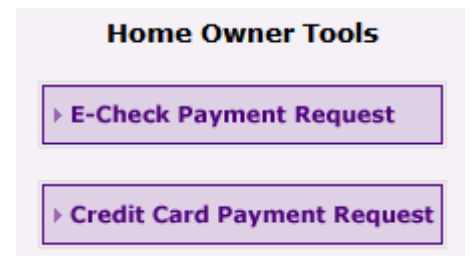 Home Owner Tools
E-Check Payment Request
Credit Card Payment Request